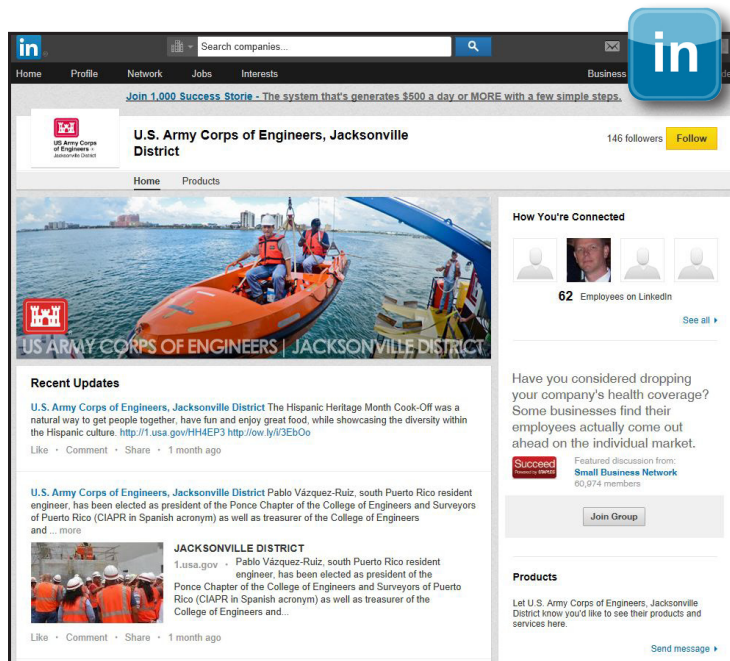 in
in
Search companies...
Home Profile Network Jobs Interests Business
Join 1,000 Success Storie - The system that's generates $500 a day or MORE with a few simple steps.
US Army Corps
of Engineers
Jacksonville District
U.S. Army Corps of Engineers, Jacksonville
District
146 followers Follow
Home Products
US ARMY CORPS OF ENGINEERS | JACKSONVILLE DISTRICT
How You're Connected
62 Employees on LinkedIn
See all
Recent Updates
U.S. Army Corps of Engineers, Jacksonville District The Hispanic Heritage Month Cook-Off was a
natural way to get people together, have fun and enjoy great food, while showcasing the diversity within
the Hispanic culture. http://1.usa.gov/HH4EP3 http://ow.ly/i/3EbOo
Like · Comment · Share · 1 month ago
U.S. Army Corps of Engineers, Jacksonville District Pablo Vázquez-Ruiz, south Puerto Rico resident
engineer, has been elected as president of the Ponce Chapter of the College of Engineers and Surveyors
of Puerto Rico (CIAPR in Spanish acronym) as well as treasurer of the College of Engineers
and ... more
JACKSONVILLE DISTRICT
1.usa.gov · Pablo Vázquez-Ruiz, south Puerto Rico resident
engineer, has been elected as president of the
Ponce Chapter of the College of Engineers and Surveyors of Puerto
Rico (CIAPR in Spanish acronym) as well as treasurer of the
College of Engineers and...
Like · Comment · Share · 1 month ago
Have you considered dropping
your company's health coverage?
Some businesses find their
employees actually come out
ahead on the individual market.
Succeed
Powered by STAPLES
Featured discussion from:
Small Business Network
60,974 members
Join Group
Products
Let U.S. Army Corps of Engineers, Jacksonville
District know you'd like to see their products and
services here.
Send message